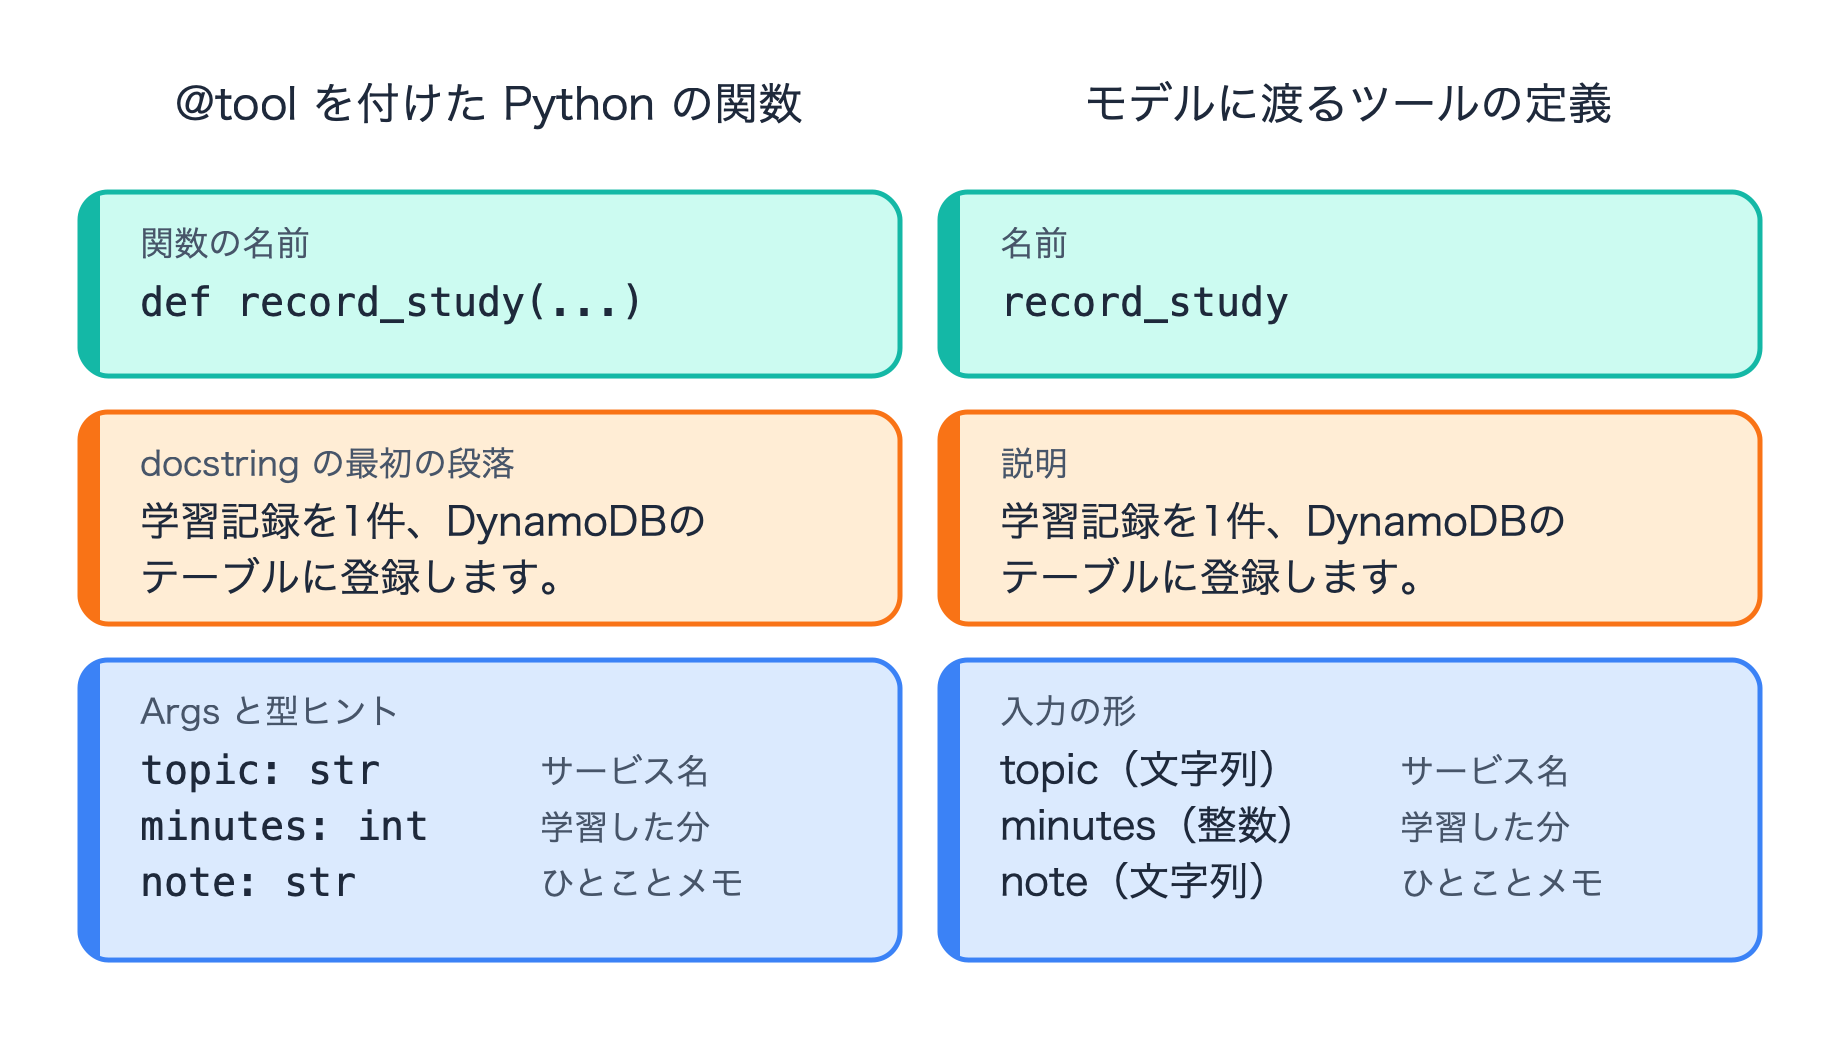 @tool を付けた Python の関数
モデルに渡るツールの定義
関数の名前
def record_study(...)
名前
record_study
docstring の最初の段落
学習記録を1件、DynamoDBの
テーブルに登録します。
説明
学習記録を1件、DynamoDBの
テーブルに登録します。
Args と型ヒント
topic: str サービス名
minutes: int 学習した分
note: str ひとことメモ
入力の形
topic（文字列） サービス名
minutes（整数） 学習した分
note（文字列） ひとことメモ